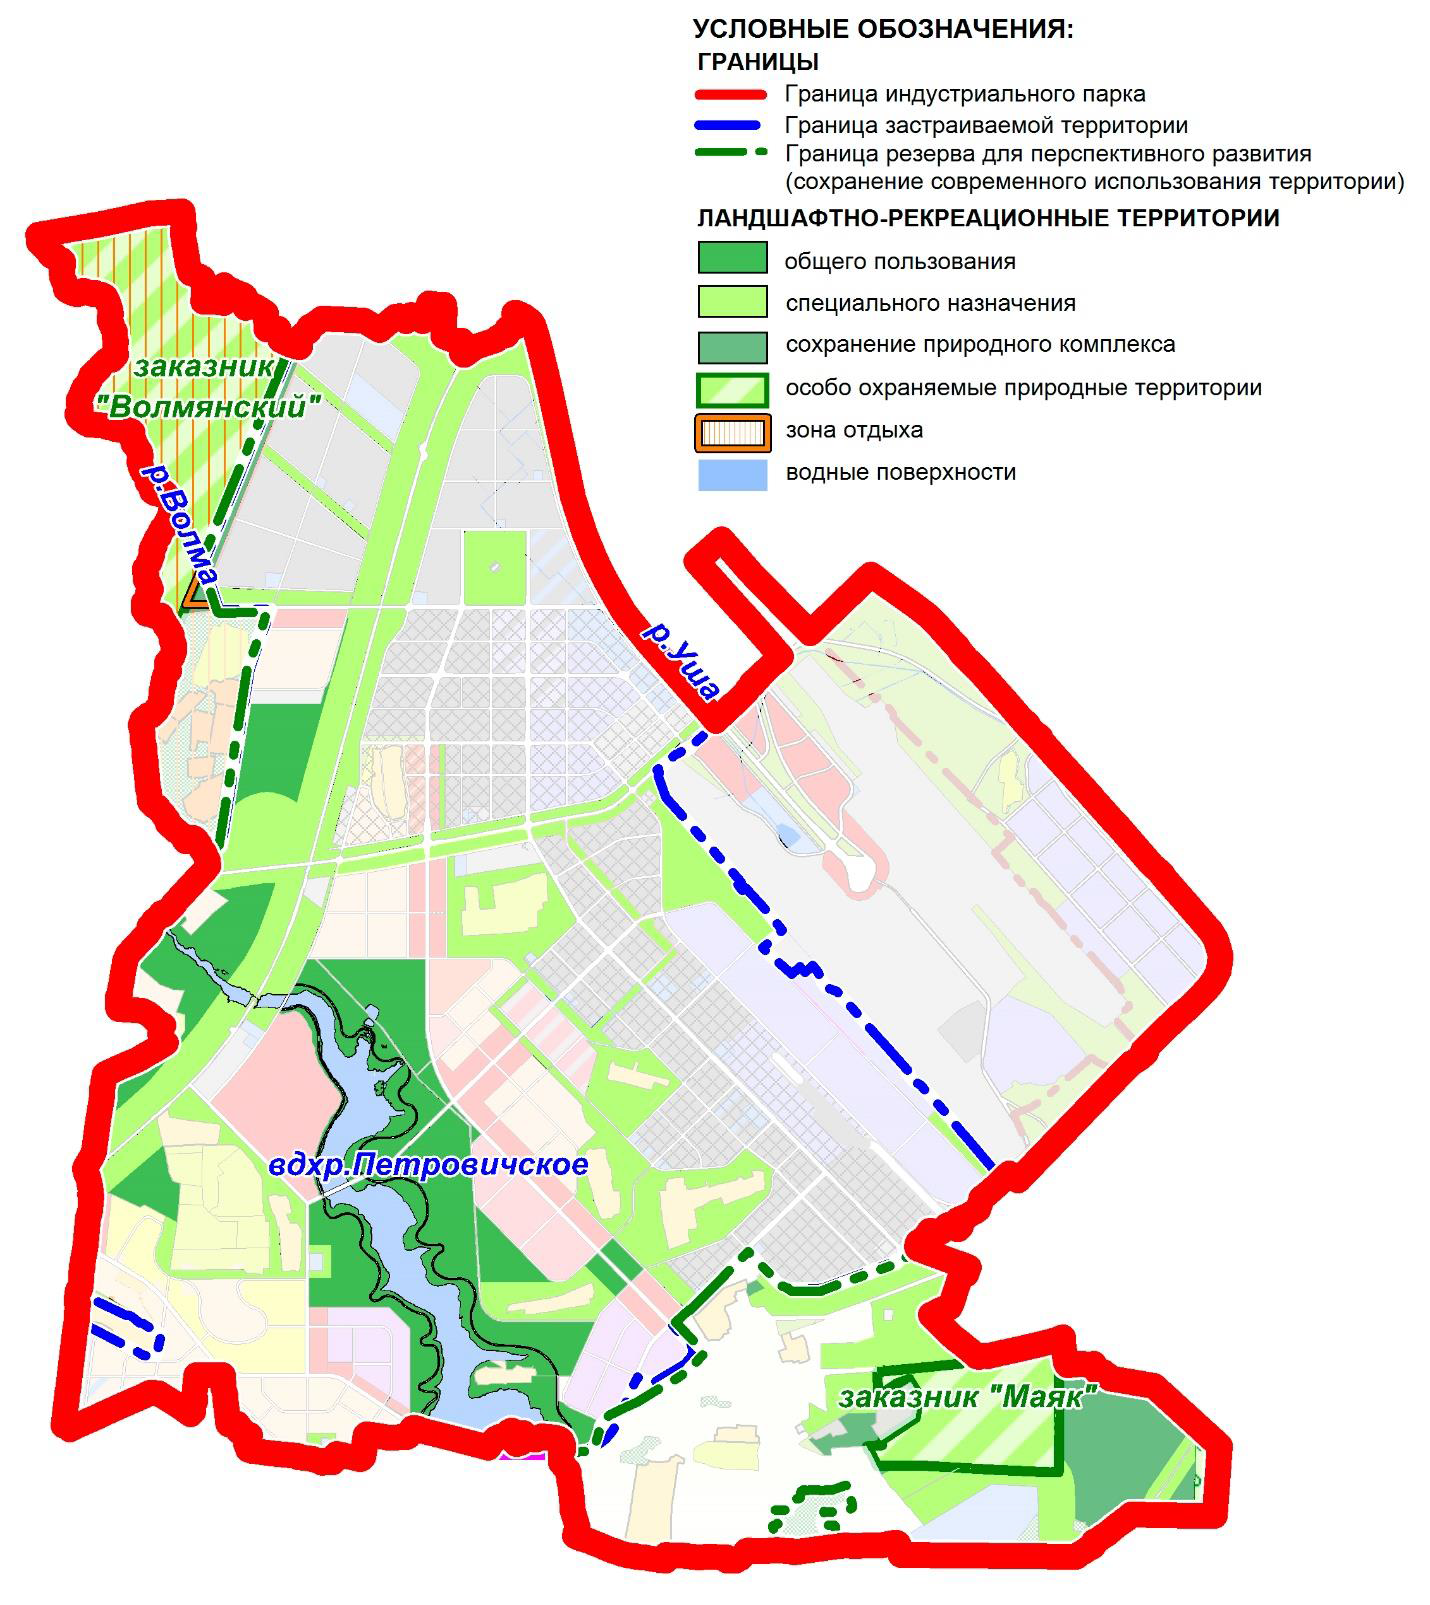 УСЛОВНЫЕ ОБОЗНАЧЕНИЯ:
ГРАНИЦЫ
Граница индустриального парка
Граница застраиваемой территории
Граница резерва для перспективного развития
(сохранение современного использования территории)
ЛАНДШАФТНО-РЕКРЕАЦИОННЫЕ ТЕРРИТОРИИ
общего пользования
специального назначения
сохранение природного комплекса
особо охраняемые природные территории
зона отдыха
водные поверхности
заказник
"Волмянский"
р.Волма
р.Уша
вдхр.Петровичское
заказник "Маяк"